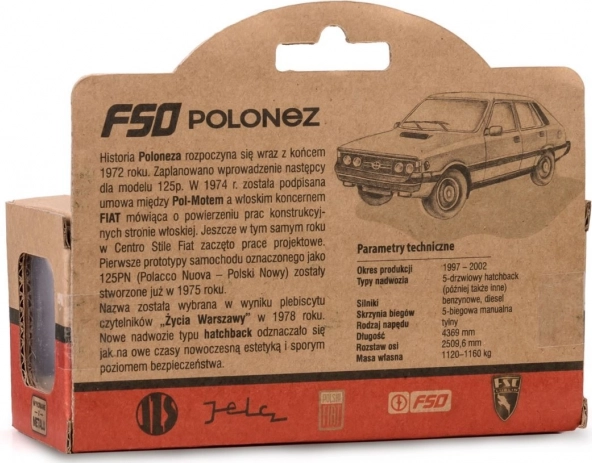 FSO POLONEZ
Historia Poloneza rozpoczyna się wraz z końcem
1972 roku. Zaplanowano wprowadzenie następcy
dla modelu 125p. W 1974 r. została podpisana
umowa między Pol-Motem a włoskim koncernem
FIAT mówiąca o powierzeniu prac konstrukcyj-
nych stronie włoskiej. Jeszcze w tym samym roku
w Centro Stile Fiat zaczęto prace projektowe.
Pierwsze prototypy samochodu oznaczonego jako
125PN (Polacco Nuova – Polski Nowy) zostały
stworzone już w 1975 roku.
Nazwa została wybrana w wyniku plebiscytu
czytelników „Życia Warszawy” w 1978 roku.
Nowe nadwozie typu hatchback odznaczało się
jak na owe czasy nowoczesną estetyką i sporym
poziomem bezpieczeństwa.
Parametry techniczne
Okres produkcji 1997 – 2002
Typy nadwozia 5-drzwiowy hatchback
(później także inne)
Silniki benzynowe, diesel
Skrzynia biegów 5-biegowa manualna
Rodzaj napędu tylny
Długość 4369 mm
Rozstaw osi 2509,6 mm
Masa własna 1120–1160 kg
Jelcz
POLSKI
FIAT
FSO
FSC
METALU